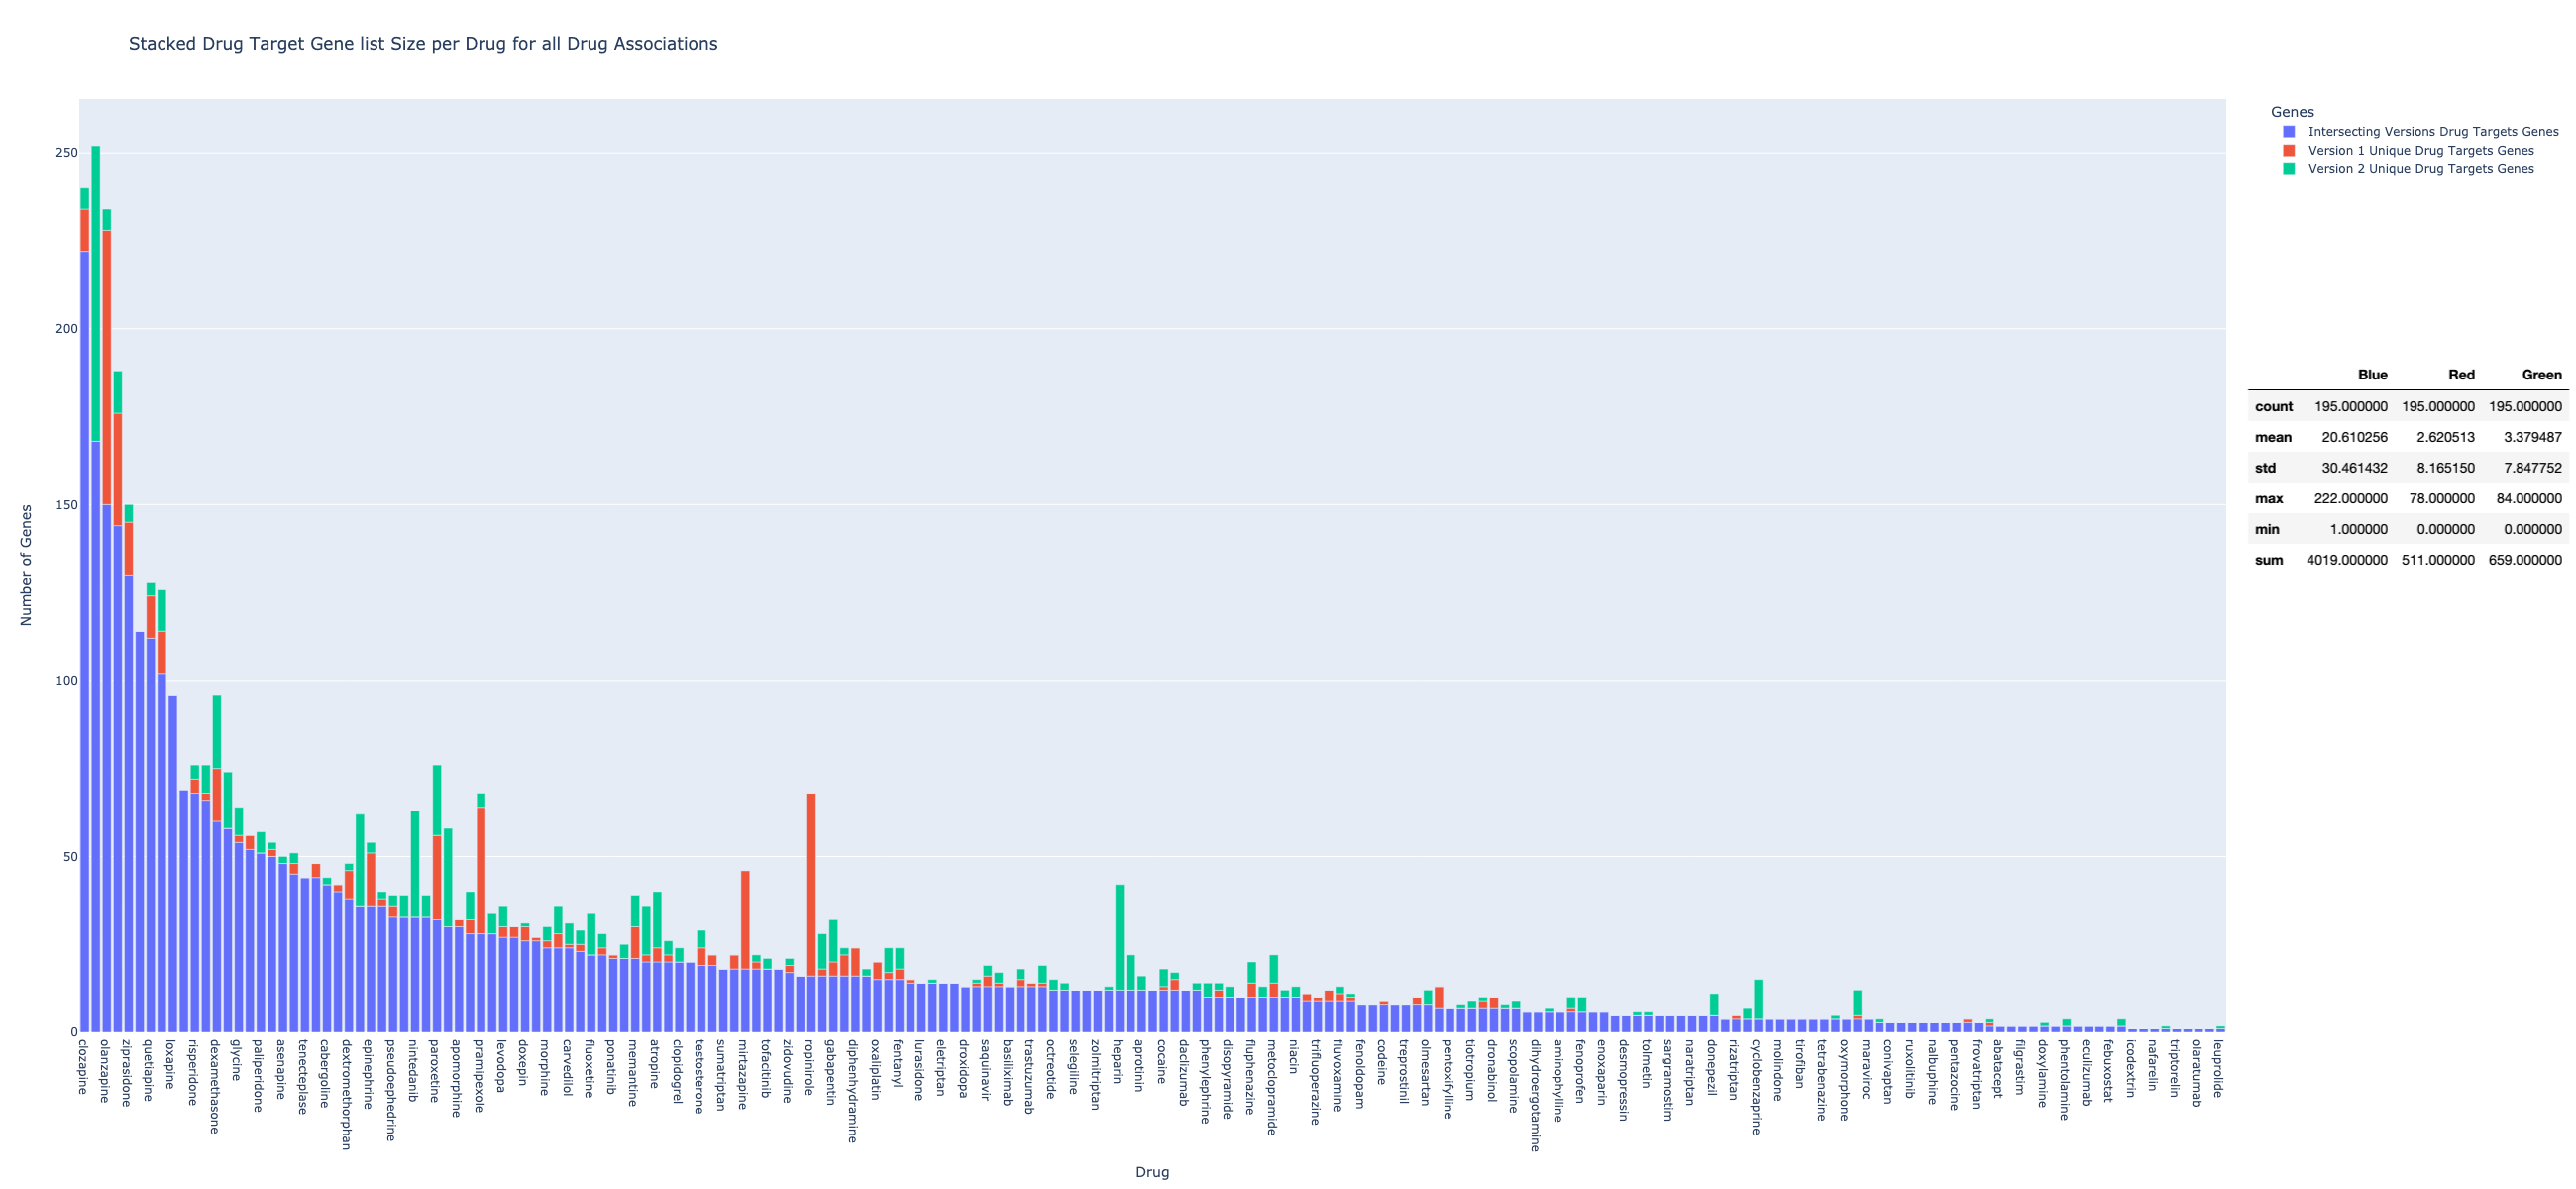 Stacked Drug Target Gene list Size per Drug for all Drug Associations
Genes
Intersecting Versions Drug Targets Genes
Version 1 Unique Drug Targets Genes
Version 2 Unique Drug Targets Genes
250
200
150
100
50
0
Number of Genes
Blue Red Green
count 195.000000 195.000000 195.000000
mean 20.610256 2.620513 3.379487
std 30.461432 8.165150 7.847752
max 222.000000 78.000000 84.000000
min 1.000000 0.000000 0.000000
sum 4019.000000 511.000000 659.000000
clozapine
olanzapine
ziprasidone
quetiapine
loxapine
risperidone
dexamethasone
glycine
paliperidone
asenapine
tenecteplase
cabergoline
dextromethorphan
epinephrine
pseudoephedrine
nintedanib
paroxetine
apomorphine
pramipexole
levodopa
doxepin
morphine
carvedilol
fluoxetine
ponatinib
memantine
atropine
clopidogrel
testosterone
sumatriptan
mirtazapine
tofacitinib
zidovudine
ropinirole
gabapentin
diphenhydramine
oxaliplatin
fentanyl
lurasidone
eletriptan
droxidopa
saquinavir
basiliximab
trastuzumab
octreotide
selegiline
zolmitriptan
heparin
aprotinin
cocaine
daclizumab
phenylephrine
disopyramide
fluphenazine
metoclopramide
niacin
trifluoperazine
fluvoxamine
fenoldopam
codeine
treprostinil
olmesartan
pentoxifylline
tiotropium
dronabinol
scopolamine
dihydroergotamine
aminophylline
fenoprofen
enoxaparin
desmopressin
tolmetin
sargramostim
naratriptan
donepezil
rizatriptan
cyclobenzaprine
molindone
tirofiban
tetrabenazine
oxymorphone
maraviroc
conivaptan
ruxolitinib
nalbuphine
pentazocine
frovatriptan
abatacept
filgrastim
doxylamine
phentolamine
eculizumab
febuxostat
icodextrin
nafarelin
triptorelin
olaratumab
leuprolide
Drug